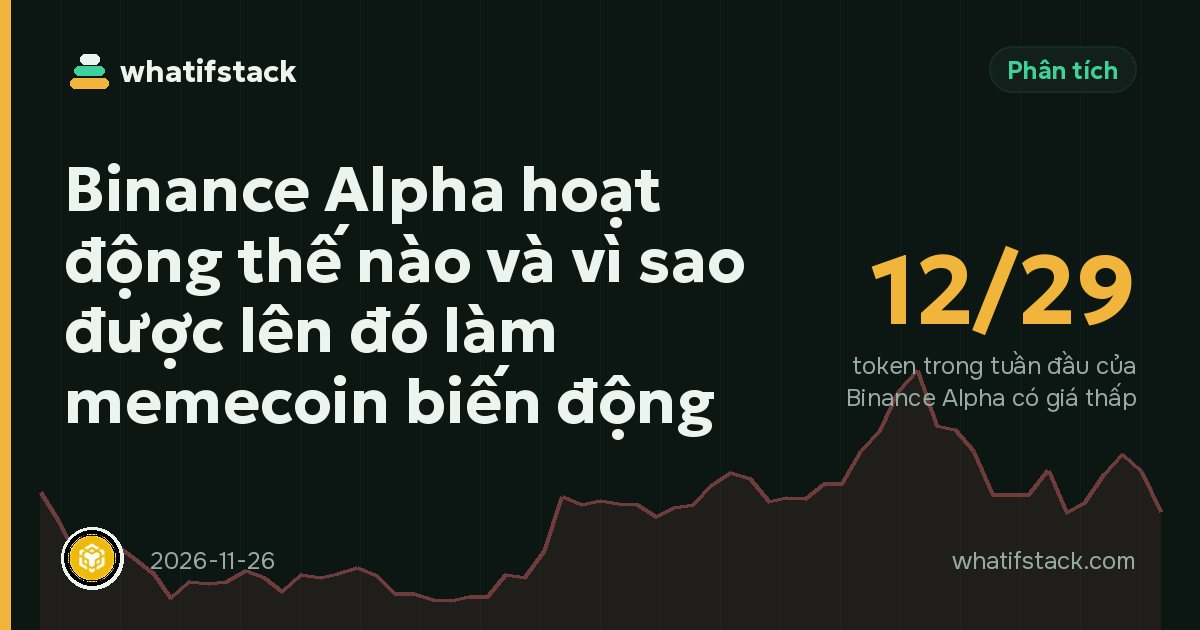 whatifstack
Phân tích
Binance Alpha hoạt
động thế nào và vì sao
được lên đó làm
memecoin biến động
12/29
token trong tuần đầu của
Binance Alpha có giá thấp
2026-11-26
whatifstack.com